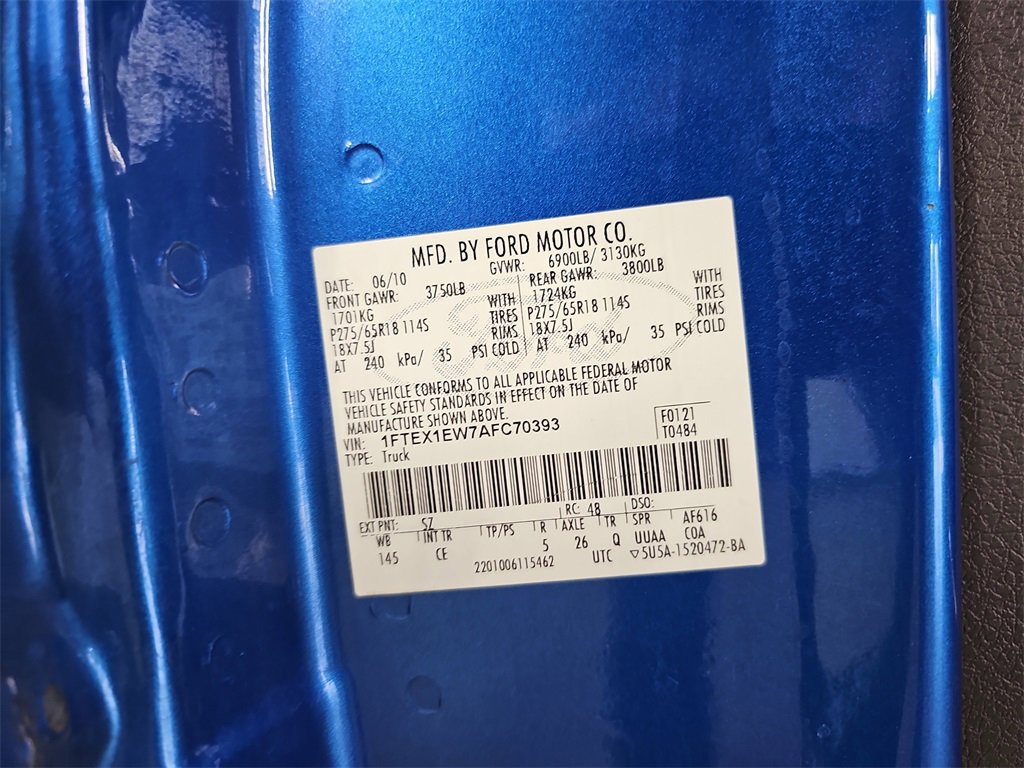 MFD. BY FORD MOTOR CO.
DATE: 06/10 GVWR: 6900LB/ 3130KG
FRONT GAWR: 3750LB REAR GAWR: 3800LB
1701KG WITH 1724KG WITH
P275/65R18 114S TIRES P275/65R18 114S TIRES
18X7.5J RIMS 18X7.5J RIMS
AT 240 kPa/ 35 PSI COLD AT 240 kPa/ 35 PSI COLD
THIS VEHICLE CONFORMS TO ALL APPLICABLE FEDERAL MOTOR
VEHICLE SAFETY STANDARDS IN EFFECT ON THE DATE OF
MANUFACTURE SHOWN ABOVE.
VIN: 1FTEX1EW7AFC70393 F0121
TYPE: Truck T0484
EXT PNT: SZ RC: 48 DSO:
WB INT TR TP/PS R AXLE TR SPR AF616
145 CE 5 26 Q UUAA COA
2201006115462 UTC ▽5U5A-1520472-BA